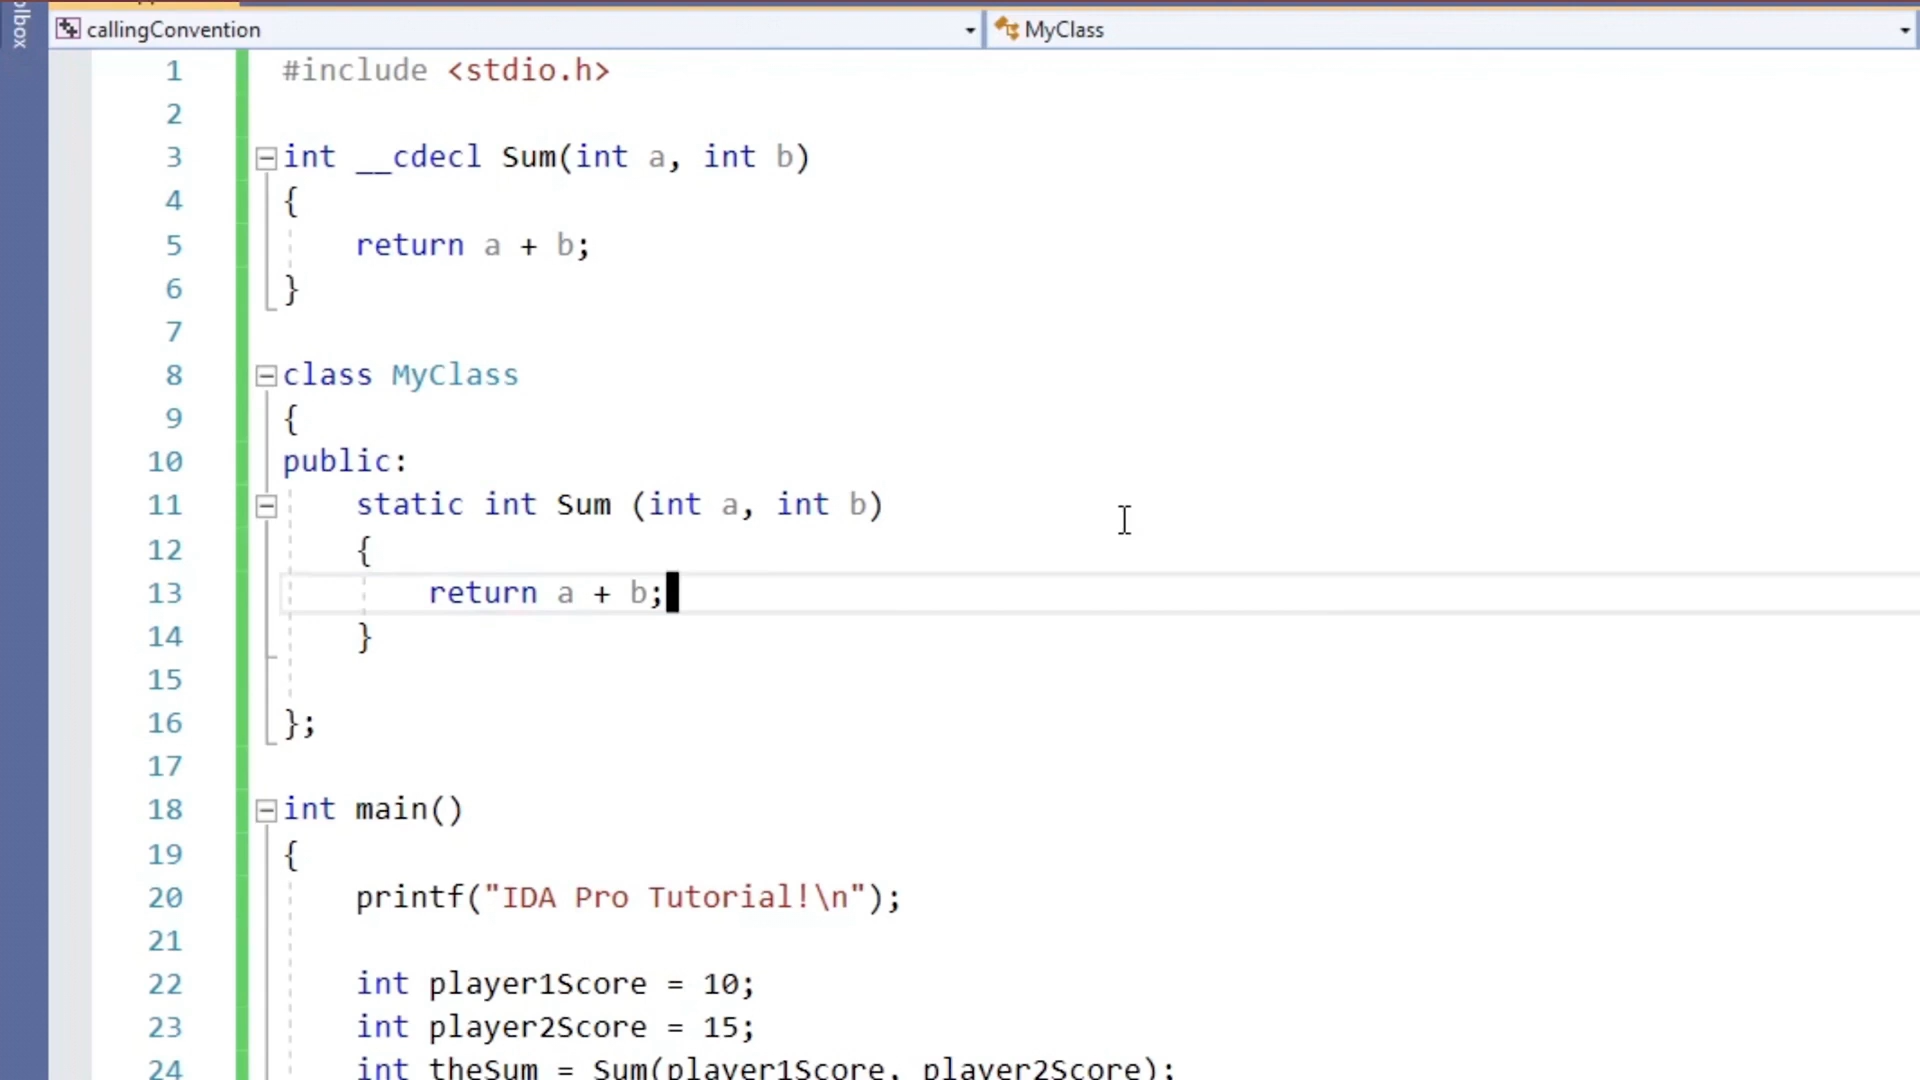 lbox
callingConvention
MyClass
1 #include <stdio.h>
2
3 int __cdecl Sum(int a, int b)
4 {
5 return a + b;
6 }
7
8 class MyClass
9 {
10 public:
11 static int Sum (int a, int b)
12 {
13 return a + b;
14 }
15
16 };
17
18 int main()
19 {
20 printf("IDA Pro Tutorial!\n");
21
22 int player1Score = 10;
23 int player2Score = 15;
24 int theSum = Sum(player1Score, player2Score);